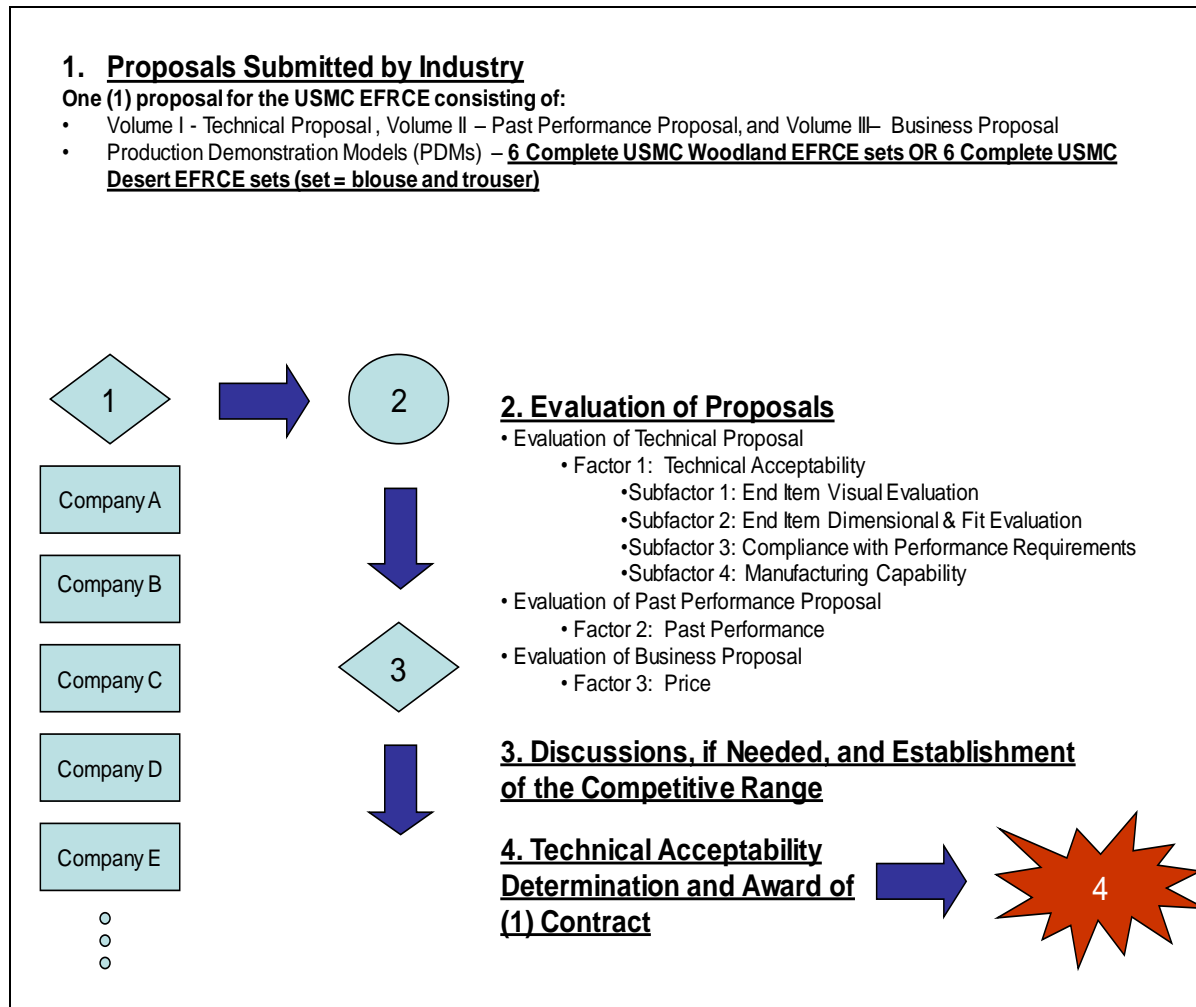 1. Proposals Submitted by Industry
One (1) proposal for the USMC EFRCE consisting of:
• Volume I - Technical Proposal , Volume II – Past Performance Proposal, and Volume III– Business Proposal
• Production Demonstration Models (PDMs) – 6 Complete USMC Woodland EFRCE sets OR 6 Complete USMC
Desert EFRCE sets (set = blouse and trouser)
1
2
Company A
Company B
Company C
Company D
Company E
3
2. Evaluation of Proposals
• Evaluation of Technical Proposal
• Factor 1: Technical Acceptability
•Subfactor 1: End Item Visual Evaluation
•Subfactor 2: End Item Dimensional & Fit Evaluation
•Subfactor 3: Compliance with Performance Requirements
•Subfactor 4: Manufacturing Capability
• Evaluation of Past Performance Proposal
• Factor 2: Past Performance
• Evaluation of Business Proposal
• Factor 3: Price
3. Discussions, if Needed, and Establishment
of the Competitive Range
4. Technical Acceptability
Determination and Award of
(1) Contract
4